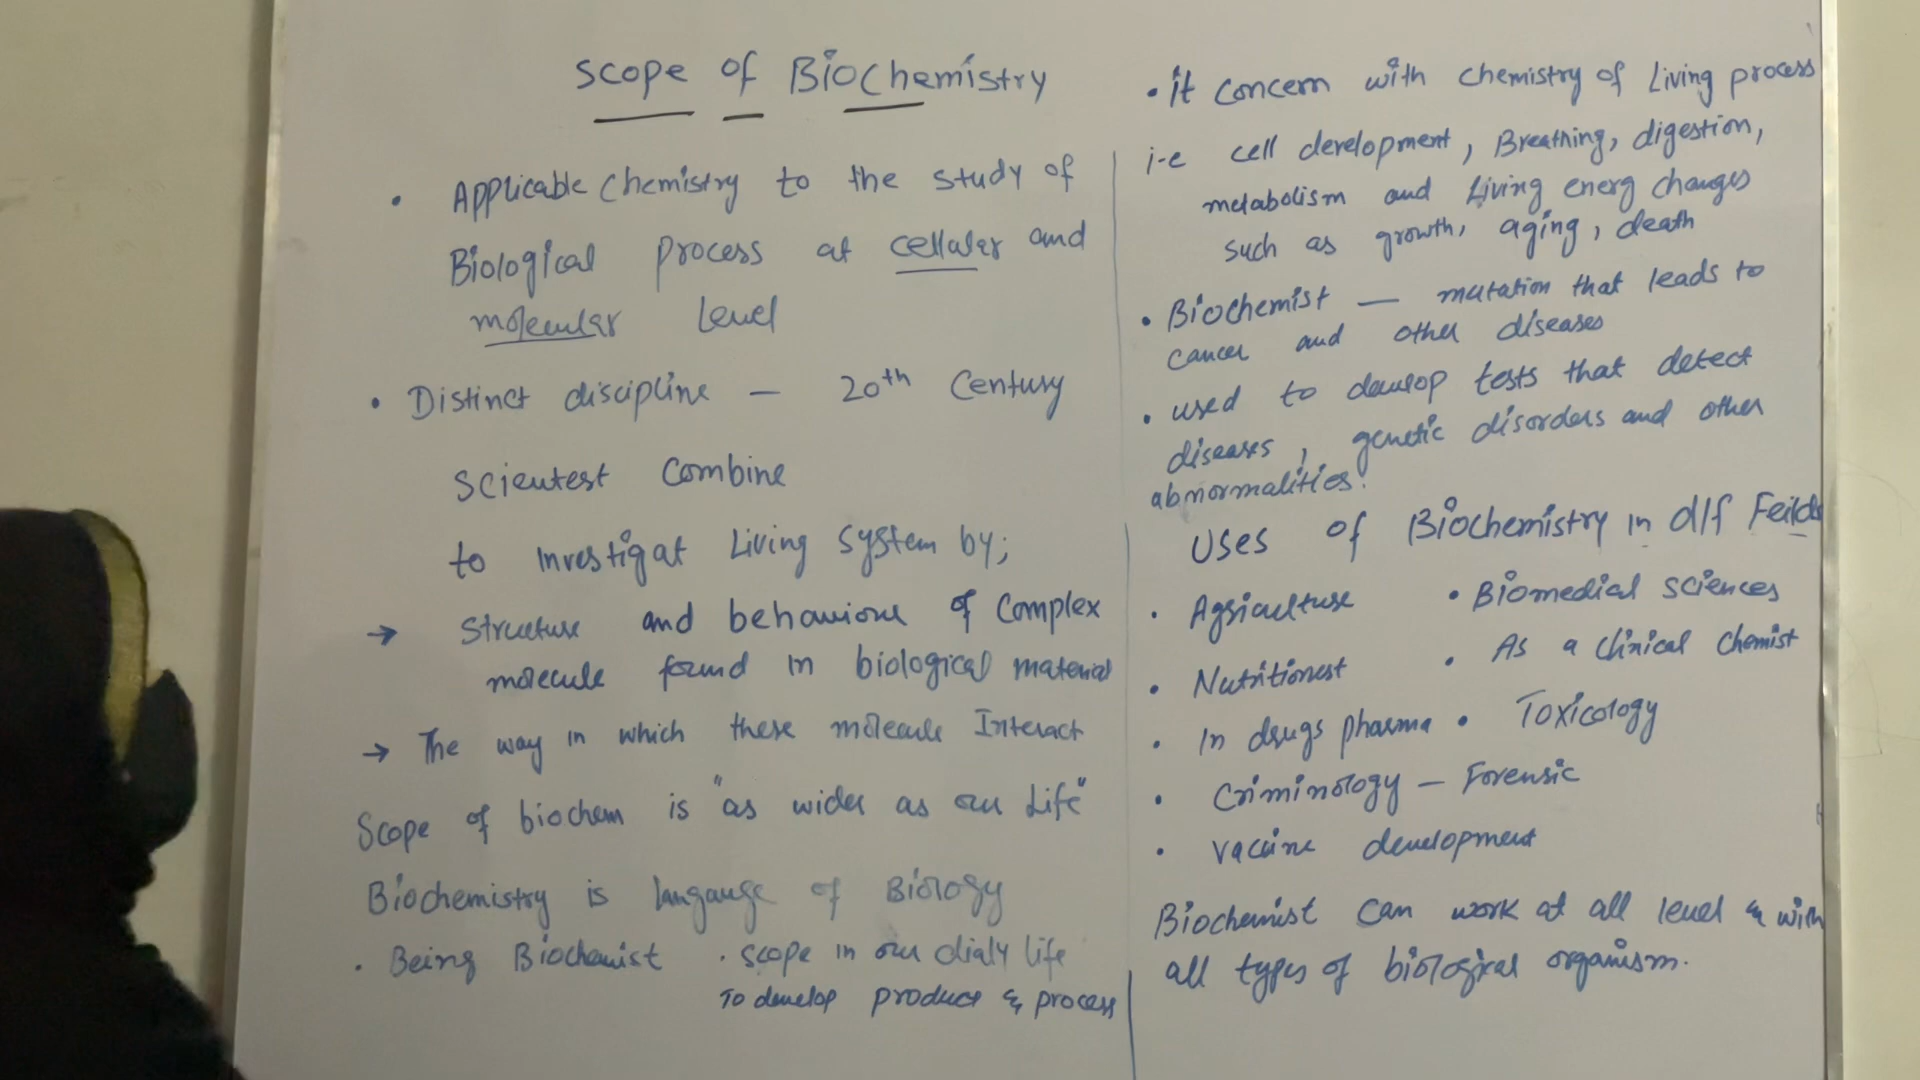 Scope of BioChemistry
• Applicable Chemistry to the study of
Biological process at cellular and
molecular level
• Distinct discipline – 20th Century
Scientest Combine
to investigat Living system by;
→ Structure and behaviour of Complex
molecule found in biological material
→ The way in which these molecule Interact
Scope of biochem is "as wider as our Life"
Biochemistry is langauge of Biology
• Being Biochemist • scope in our dialy life
To develop product & process
• it concern with chemistry of Living process
i-e cell development, Breathing, digestion,
metabolism and Living energ changes
such as growth, aging, death
• Biochemist — mutation that leads to
cancer and other diseases
• used to develop tests that detect
diseases, genetic disorders and other
abnormalities.
Uses of Biochemistry in d/f Feilds
• Agriculture • Biomedial sciences
• Nutritionest • As a clinical chemist
• In drugs pharma • Toxicology
• Criminology – Forensic
• vaccine development
Biochemist can work at all level & with
all types of biological organism.